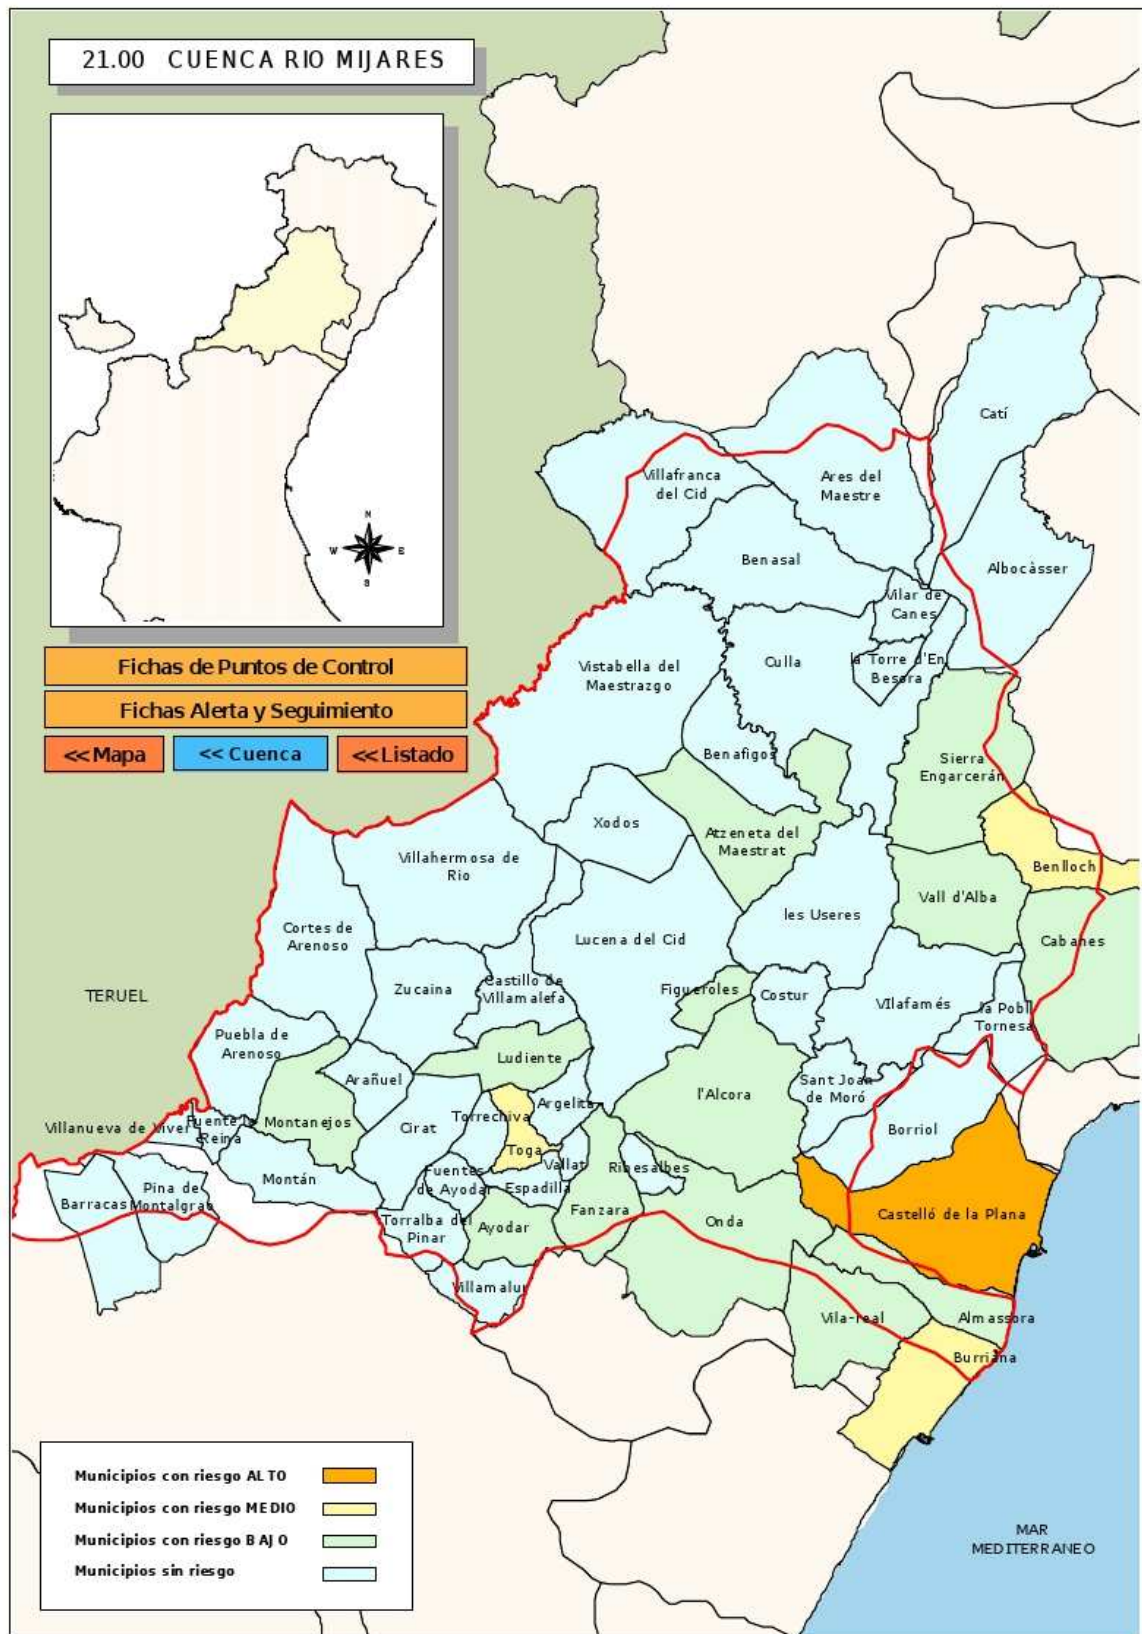 21.00 CUENCA RIO MIJARES
N
W
E
S
Fichas de Puntos de Control
Fichas Alerta y Seguimiento
<< Mapa
<< Cuenca
<< Listado
Catí
Villafranca
del Cid
Ares del
Maestre
Benasal
Albocàsser
Vilar de
Canes
Culla
la Torre d'En
Besora
Vistabella del
Maestrazgo
Benafigos
Sierra
Engarcerán
Xodos
Atzeneta del
Maestrat
Villahermosa de
Rio
Benlloch
Vall d'Alba
les Useres
Cortes de
Arenoso
Lucena del Cid
Cabanes
TERUEL
Zucaina
Castillo de
Villamalefa
Figueroles
Costur
VIlafamés
la Pobl
Tornesa
Puebla de
Arenoso
Ludiente
Arañuel
l'Alcora
Sant Joan
de Moró
Villanueva de Viver
Fuente la
Reina
Montanejos
Cirat
Torrechiva
Argelita
Borriol
Toga
Vallat
Ribesalbes
Montán
Fuentes
de Ayodar
Espadilla
Barracas
Pina de
Montalgrao
Torralba del
Pinar
Ayodar
Fanzara
Onda
Castelló de la Plana
Villamalur
Vila-real
Almassora
Burriana
Municipios con riesgo ALTO
Municipios con riesgo MEDIO
Municipios con riesgo BAJO
Municipios sin riesgo
MAR
MEDITERRANEO